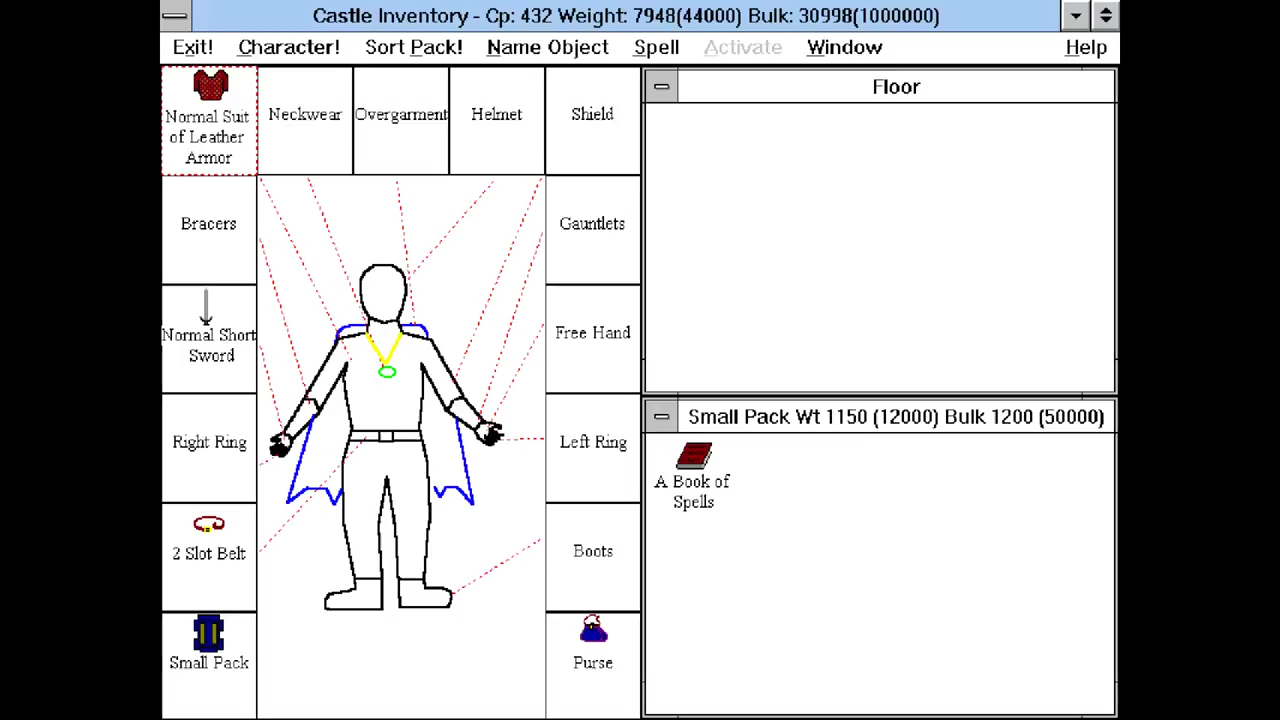 Castle Inventory - Cp: 432 Weight: 7948(44000) Bulk: 30998(1000000)
Exit! Character! Sort Pack! Name Object Spell Activate Window Help
Normal Suit
of Leather
Armor
Neckwear
Overgarment
Helmet
Shield
Bracers
Gauntlets
Normal Short
Sword
Free Hand
Right Ring
Left Ring
2 Slot Belt
Boots
Small Pack
Purse
Floor
Small Pack Wt 1150 (12000) Bulk 1200 (50000)
A Book of
Spells